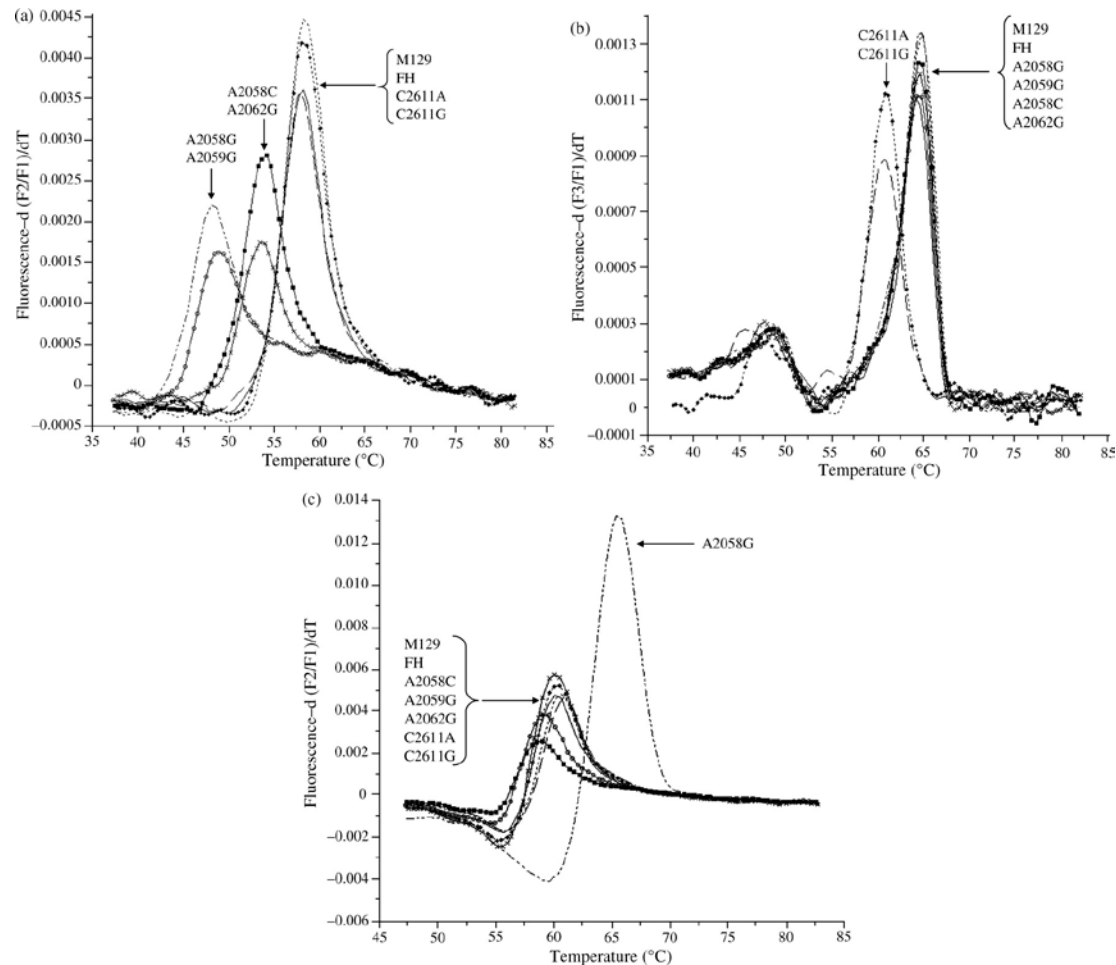 (a)
Fluorescence–d (F2/F1)/dT
0.0045
0.0040
0.0035
0.0030
0.0025
0.0020
0.0015
0.0010
0.0005
0
–0.0005
A2058G
A2059G
A2058C
A2062G
M129
FH
C2611A
C2611G
35 40 45 50 55 60 65 70 75 80 85
Temperature (°C)
(b)
Fluorescence–d (F3/F1)/dT
0.0013
0.0011
0.0009
0.0007
0.0005
0.0003
0.0001
0
–0.0001
C2611A
C2611G
M129
FH
A2058G
A2059G
A2058C
A2062G
35 40 45 50 55 60 65 70 75 80 85
Temperature (°C)
(c)
Fluorescence–d (F2/F1)/dT
0.014
0.012
0.010
0.008
0.006
0.004
0.002
0
–0.002
–0.004
–0.006
A2058G
M129
FH
A2058C
A2059G
A2062G
C2611A
C2611G
45 50 55 60 65 70 75 80 85
Temperature (°C)